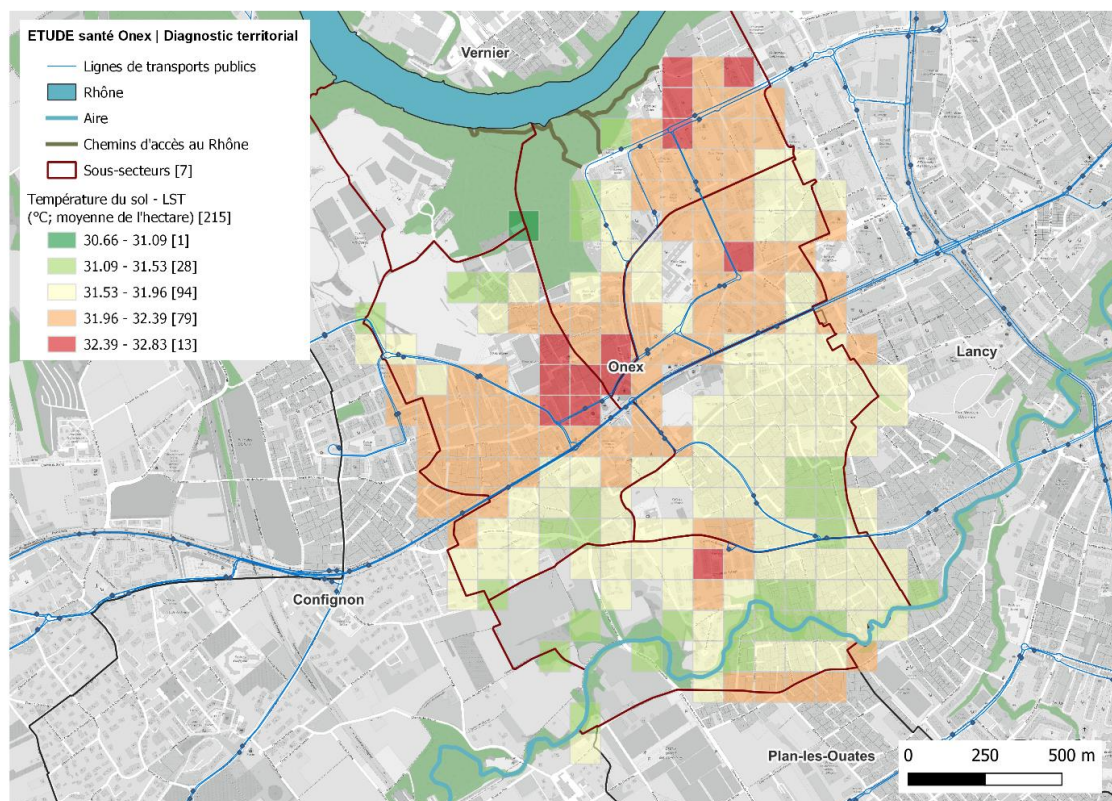 ETUDE santé Onex | Diagnostic territorial
Lignes de transports publics
Rhône
Aire
Chemins d'accès au Rhône
Sous-secteurs [7]
Température du sol - LST
(°C; moyenne de l'hectare) [215]
30.66 - 31.09 [1]
31.09 - 31.53 [28]
31.53 - 31.96 [94]
31.96 - 32.39 [79]
32.39 - 32.83 [13]
Vernier
Onex
Lancy
Confignon
Plan-les-Ouates
0 250 500 m